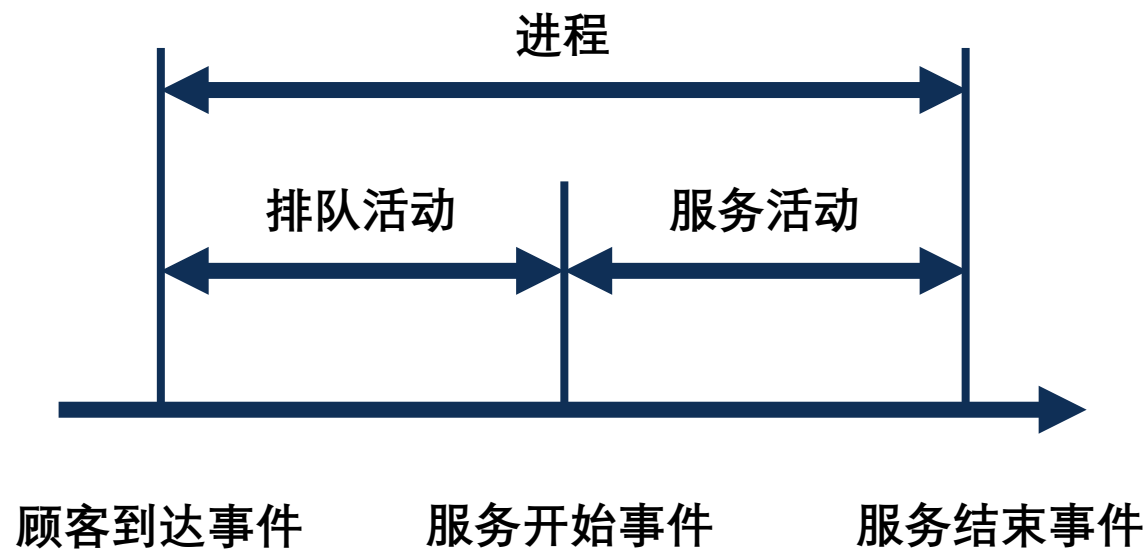 进程
排队活动
服务活动
顾客到达事件
服务开始事件
服务结束事件